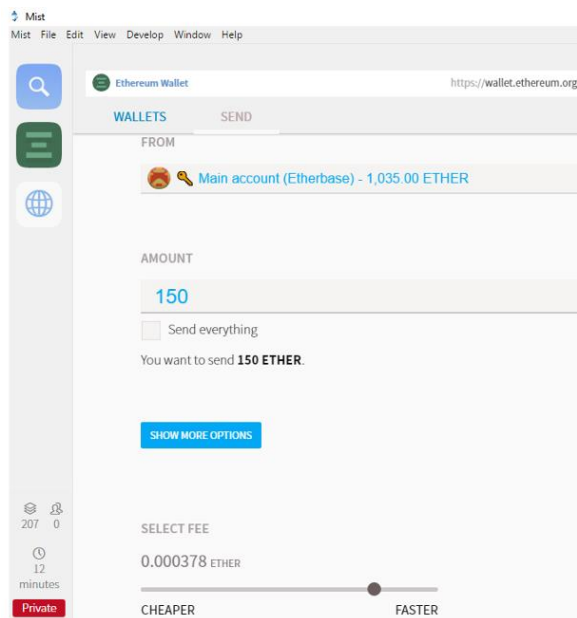 Mist
Mist File Edit View Develop Window Help
Ethereum Wallet https://wallet.ethereum.org
WALLETS SEND
FROM
Main account (Etherbase) - 1,035.00 ETHER
AMOUNT
150
Send everything
You want to send 150 ETHER.
SHOW MORE OPTIONS
207 0
SELECT FEE
0.000378 ETHER
12
minutes
Private
CHEAPER FASTER